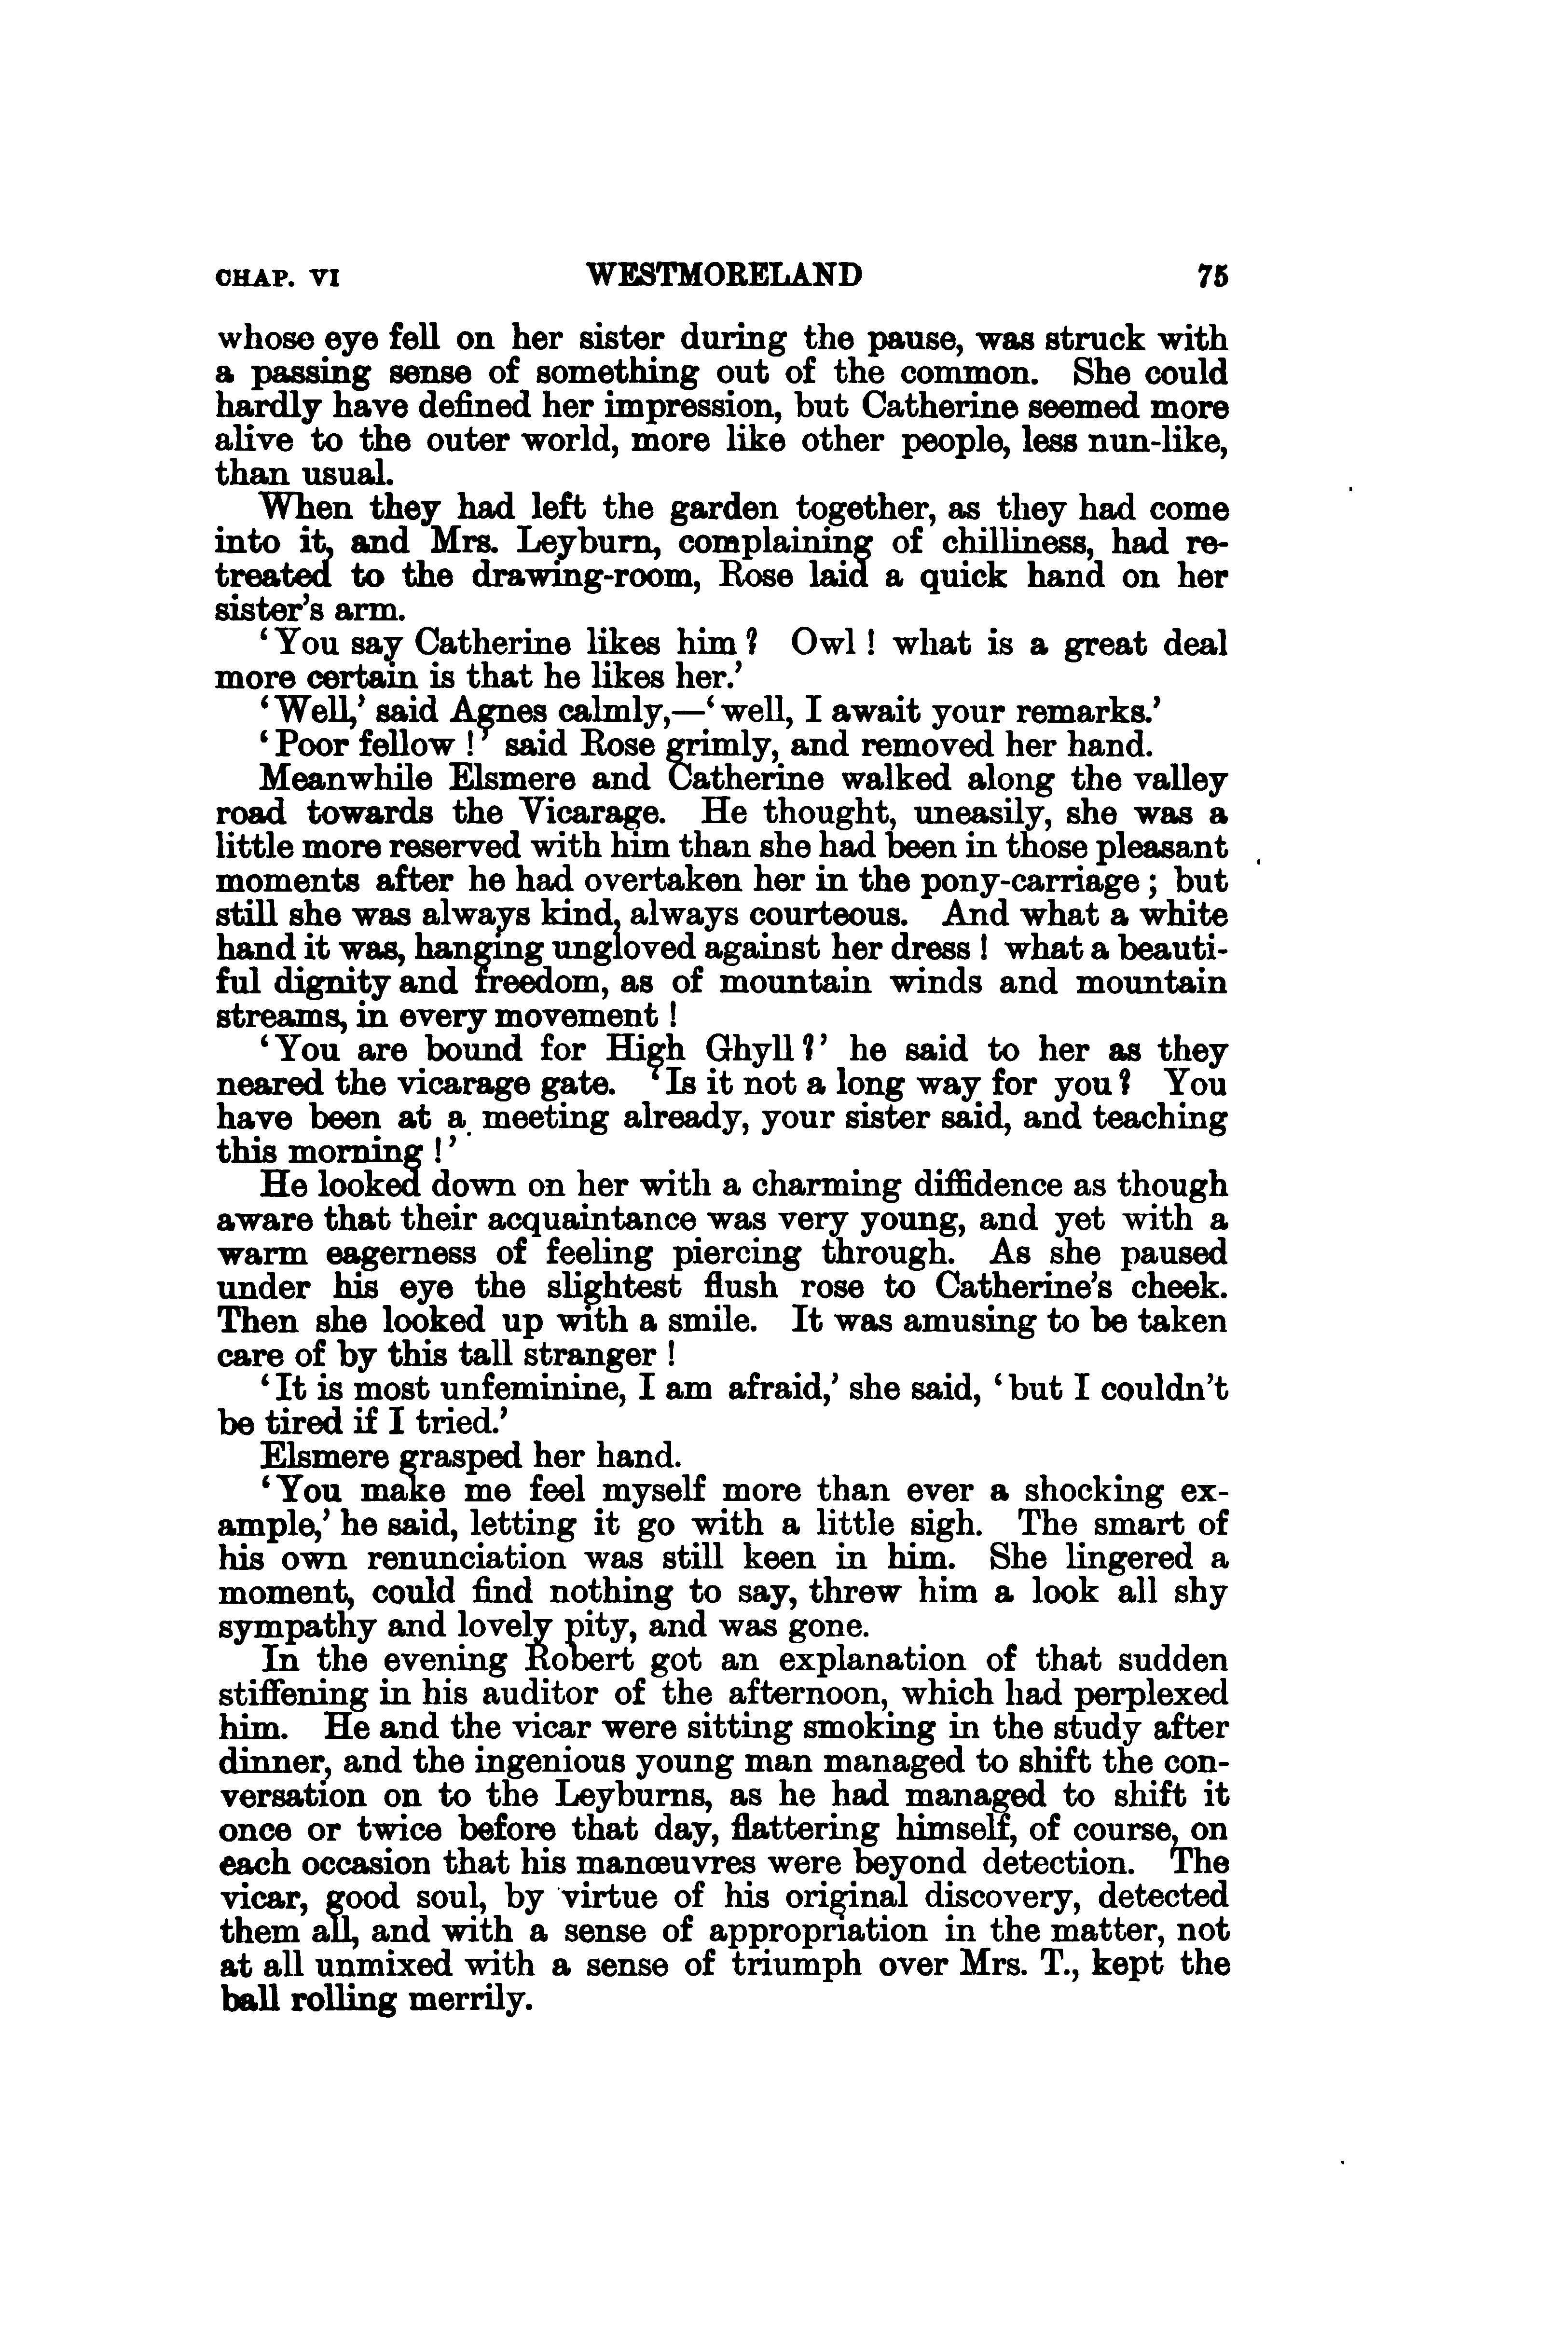 CHAP. VI WESTMORELAND 75
whose eye fell on her sister during the pause, was struck with
a passing sense of something out of the common. She could
hardly have defined her impression, but Catherine seemed more
alive to the outer world, more like other people, less nun-like,
than usual.
When they had left the garden together, as they had come
into it, and Mrs. Leyburn, complaining of chilliness, had re-
treated to the drawing-room, Rose laid a quick hand on her
sister's arm.
'You say Catherine likes him? Owl! what is a great deal
more certain is that he likes her.'
'Well,' said Agnes calmly,—'well, I await your remarks.'
'Poor fellow!' said Rose grimly, and removed her hand.
Meanwhile Elsmere and Catherine walked along the valley
road towards the Vicarage. He thought, uneasily, she was a
little more reserved with him than she had been in those pleasant
moments after he had overtaken her in the pony-carriage; but
still she was always kind, always courteous. And what a white
hand it was, hanging ungloved against her dress! what a beauti-
ful dignity and freedom, as of mountain winds and mountain
streams, in every movement!
'You are bound for High Ghyll?' he said to her as they
neared the vicarage gate. 'Is it not a long way for you? You
have been at a meeting already, your sister said, and teaching
this morning!'
He looked down on her with a charming diffidence as though
aware that their acquaintance was very young, and yet with a
warm eagerness of feeling piercing through. As she paused
under his eye the slightest flush rose to Catherine's cheek.
Then she looked up with a smile. It was amusing to be taken
care of by this tall stranger!
'It is most unfeminine, I am afraid,' she said, 'but I couldn't
be tired if I tried.'
Elsmere grasped her hand.
'You make me feel myself more than ever a shocking ex-
ample,' he said, letting it go with a little sigh. The smart of
his own renunciation was still keen in him. She lingered a
moment, could find nothing to say, threw him a look all shy
sympathy and lovely pity, and was gone.
In the evening Robert got an explanation of that sudden
stiffening in his auditor of the afternoon, which had perplexed
him. He and the vicar were sitting smoking in the study after
dinner, and the ingenious young man managed to shift the con-
versation on to the Leyburns, as he had managed to shift it
once or twice before that day, flattering himself, of course, on
each occasion that his manœuvres were beyond detection. The
vicar, good soul, by virtue of his original discovery, detected
them all, and with a sense of appropriation in the matter, not
at all unmixed with a sense of triumph over Mrs. T., kept the
ball rolling merrily.